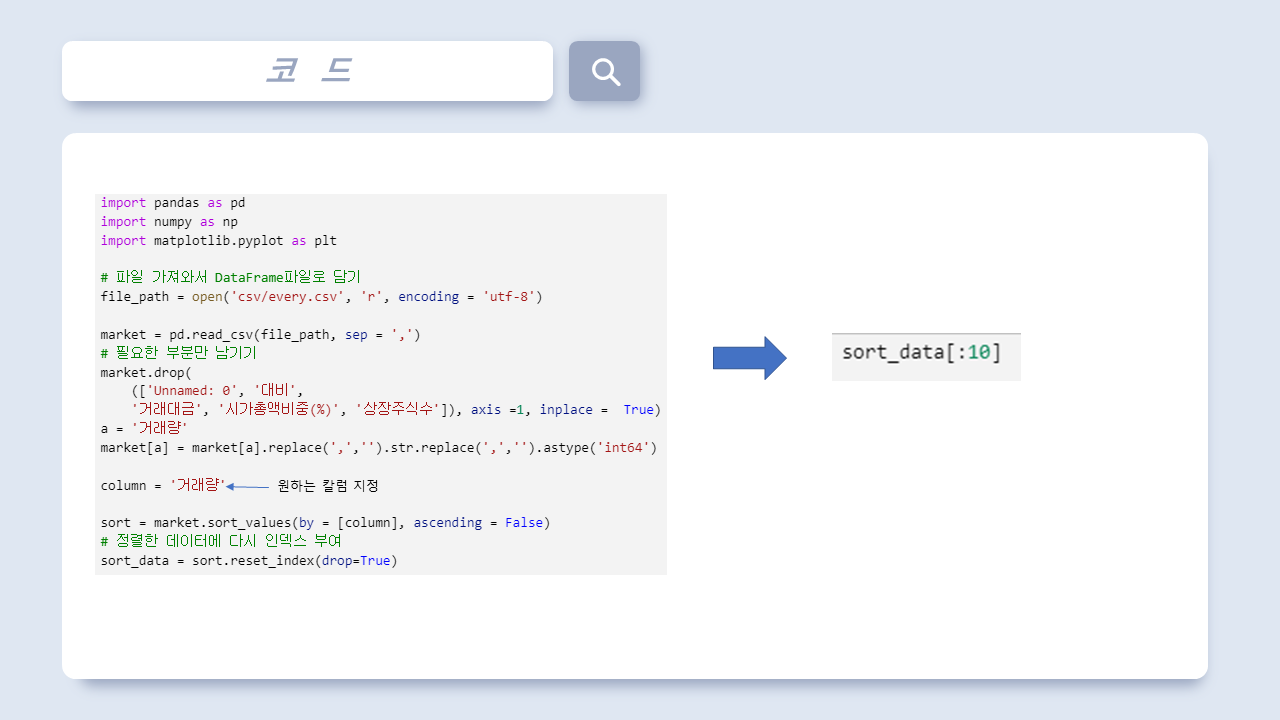 코 드
import pandas as pd
import numpy as np
import matplotlib.pyplot as plt
# 파일 가져와서 DataFrame파일로 담기
file_path = open('csv/every.csv', 'r', encoding = 'utf-8')
market = pd.read_csv(file_path, sep = ',')
# 필요한 부분만 남기기
market.drop(
    (['Unnamed: 0', '대비',
    '거래대금', '시가총액비중(%)', '상장주식수']), axis =1, inplace =  True)
a = '거래량'
market[a] = market[a].replace(',','').str.replace(',','').astype('int64')
column = '거래량' 원하는 칼럼 지정
sort = market.sort_values(by = [column], ascending = False)
# 정렬한 데이터에 다시 인덱스 부여
sort_data = sort.reset_index(drop=True)
sort_data[:10]